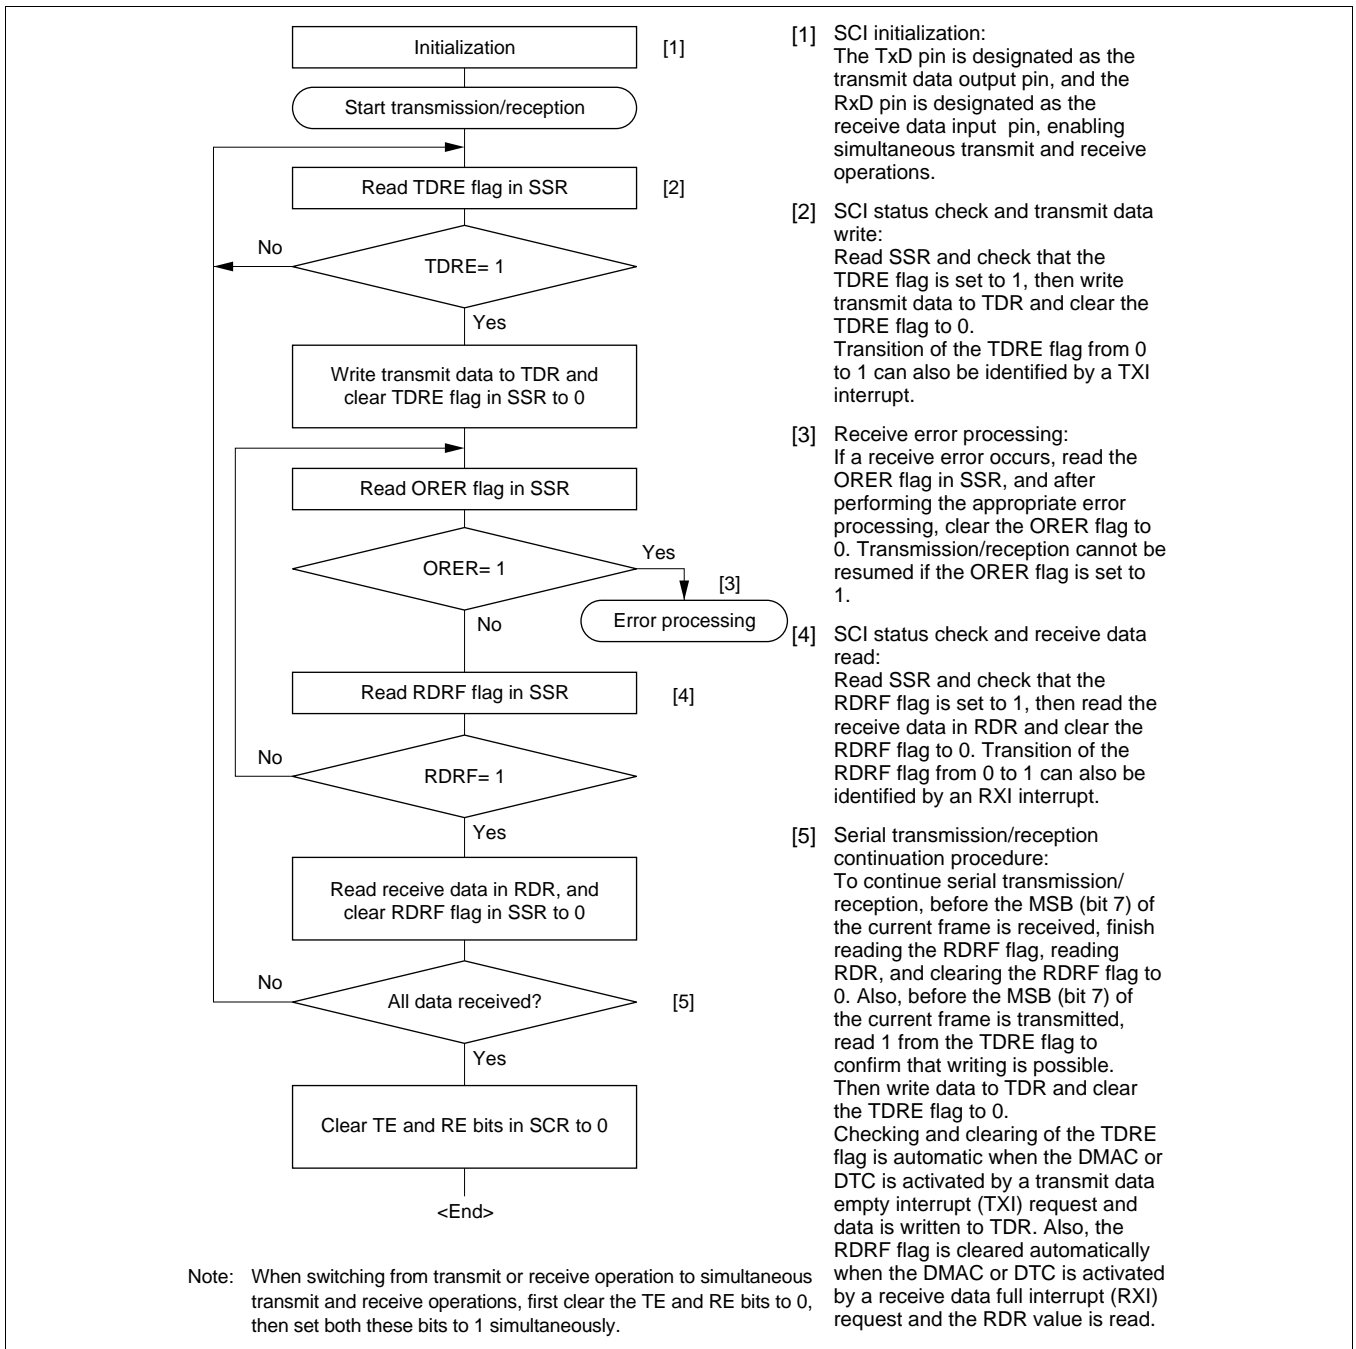 Initialization
[1]
Start transmission/reception
Read TDRE flag in SSR
[2]
No
TDRE= 1
Yes
Write transmit data to TDR and
clear TDRE flag in SSR to 0
Read ORER flag in SSR
ORER= 1
Yes
[3]
Error processing
No
Read RDRF flag in SSR
[4]
No
RDRF= 1
Yes
Read receive data in RDR, and
clear RDRF flag in SSR to 0
No
All data received?
[5]
Yes
Clear TE and RE bits in SCR to 0
<End>
[1] SCI initialization:
The TxD pin is designated as the
transmit data output pin, and the
RxD pin is designated as the
receive data input pin, enabling
simultaneous transmit and receive
operations.
[2] SCI status check and transmit data
write:
Read SSR and check that the
TDRE flag is set to 1, then write
transmit data to TDR and clear the
TDRE flag to 0.
Transition of the TDRE flag from 0
to 1 can also be identified by a TXI
interrupt.
[3] Receive error processing:
If a receive error occurs, read the
ORER flag in SSR, and after
performing the appropriate error
processing, clear the ORER flag to
0. Transmission/reception cannot be
resumed if the ORER flag is set to
1.
[4] SCI status check and receive data
read:
Read SSR and check that the
RDRF flag is set to 1, then read the
receive data in RDR and clear the
RDRF flag to 0. Transition of the
RDRF flag from 0 to 1 can also be
identified by an RXI interrupt.
[5] Serial transmission/reception
continuation procedure:
To continue serial transmission/
reception, before the MSB (bit 7) of
the current frame is received, finish
reading the RDRF flag, reading
RDR, and clearing the RDRF flag to
0. Also, before the MSB (bit 7) of
the current frame is transmitted,
read 1 from the TDRE flag to
confirm that writing is possible.
Then write data to TDR and clear
the TDRE flag to 0.
Checking and clearing of the TDRE
flag is automatic when the DMAC or
DTC is activated by a transmit data
empty interrupt (TXI) request and
data is written to TDR. Also, the
RDRF flag is cleared automatically
when the DMAC or DTC is activated
by a receive data full interrupt (RXI)
request and the RDR value is read.
Note: When switching from transmit or receive operation to simultaneous
transmit and receive operations, first clear the TE and RE bits to 0,
then set both these bits to 1 simultaneously.